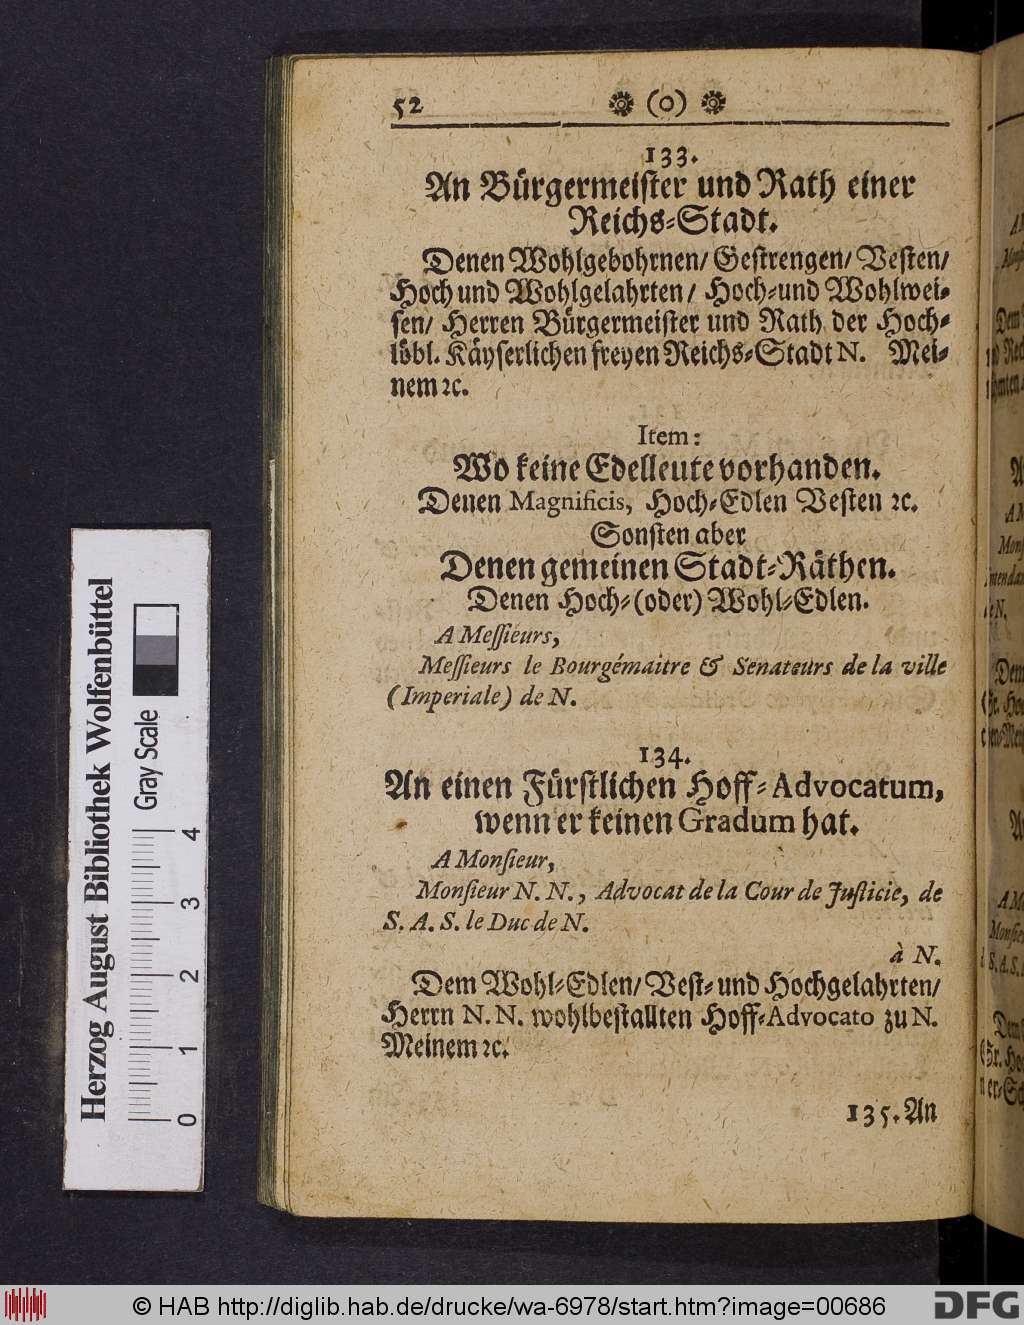 52 (o)
133.
An Bürgermeiſter und Rath einer
Reichs-Stadt.
Denen Wohlgebohrnen/ Geſtrengen/ Veſten/
Hoch und Wohlgelahrten/ Hoch-und Wohlwei-
ſen/ Herren Bürgermeiſter und Rath der Hoch-
löbl. Käyſerlichen freyen Reichs-Stadt N. Mei-
nem ꝛc.
Item:
Wo keine Edelleute vorhanden.
Denen Magnificis, Hoch-Edlen Veſten ꝛc.
Sonſten aber
Denen gemeinen Stadt-Räthen.
Denen Hoch-(oder) Wohl-Edlen.
A Meſſieurs,
Meſſieurs le Bourgémaitre & Senateurs de la ville
(Imperiale) de N.
134.
An einen Fürſtlichen Hoff-Advocatum,
wenn er keinen Gradum hat.
A Monſieur,
Monſieur N. N., Advocat de la Cour de Juſticie, de
S. A. S. le Duc de N.
à N.
Dem Wohl-Edlen/ Veſt-und Hochgelahrten/
Herrn N. N. wohlbeſtallten Hoff-Advocato zu N.
Meinem ꝛc.
135. An
Herzog August Bibliothek Wolfenbüttel
Gray Scale
0 1 2 3 4
© HAB http://diglib.hab.de/drucke/wa-6978/start.htm?image=00686
DFG